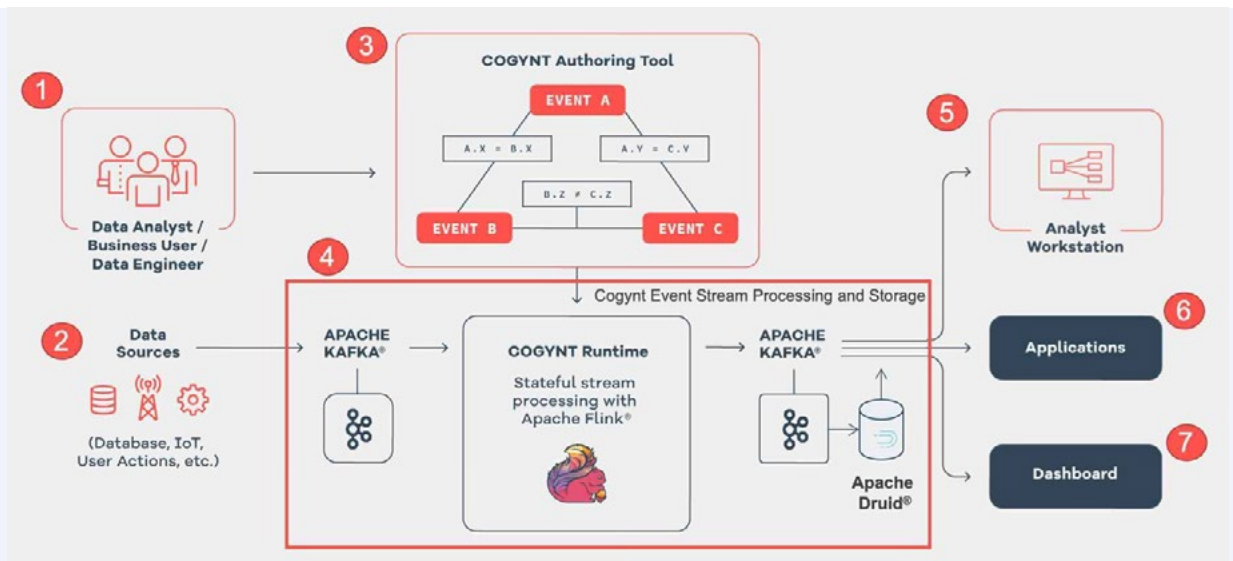 1
Data Analyst /
Business User /
Data Engineer
2
Data
Sources
(Database, IoT,
User Actions, etc.)
3
COGYNT Authoring Tool
EVENT A
A.X = B.X
A.Y = C.Y
B.Z ≠ C.Z
EVENT B
EVENT C
4
Cogynt Event Stream Processing and Storage
APACHE
KAFKA®
COGYNT Runtime
Stateful stream
processing with
Apache Flink®
APACHE
KAFKA®
Apache
Druid®
5
Analyst
Workstation
6
Applications
7
Dashboard